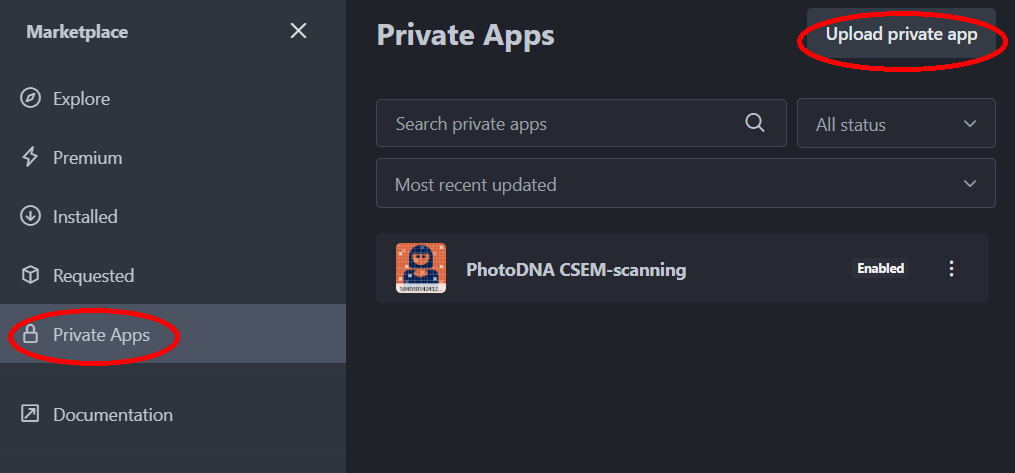 Marketplace
Explore
Premium
Installed
Requested
Private Apps
Documentation
Private Apps
Upload private app
Search private apps
All status
Most recent updated
PhotoDNA CSEM-scanning
Enabled